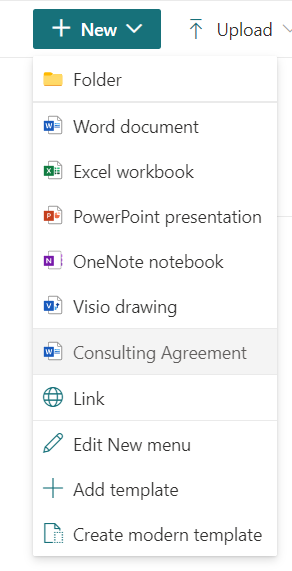 New
Upload
Folder
Word document
Excel workbook
PowerPoint presentation
OneNote notebook
Visio drawing
Consulting Agreement
Link
Edit New menu
Add template
Create modern template